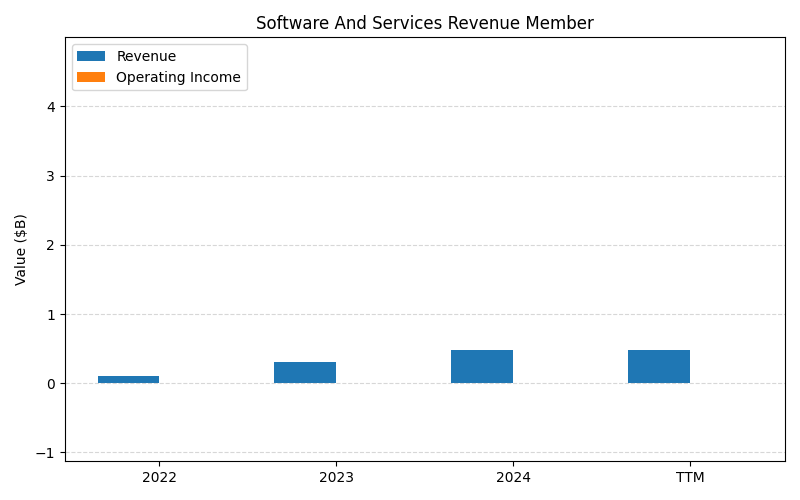 Software And Services Revenue Member
Revenue
Operating Income
Value ($B)
4
3
2
1
0
−1
2022
2023
2024
TTM